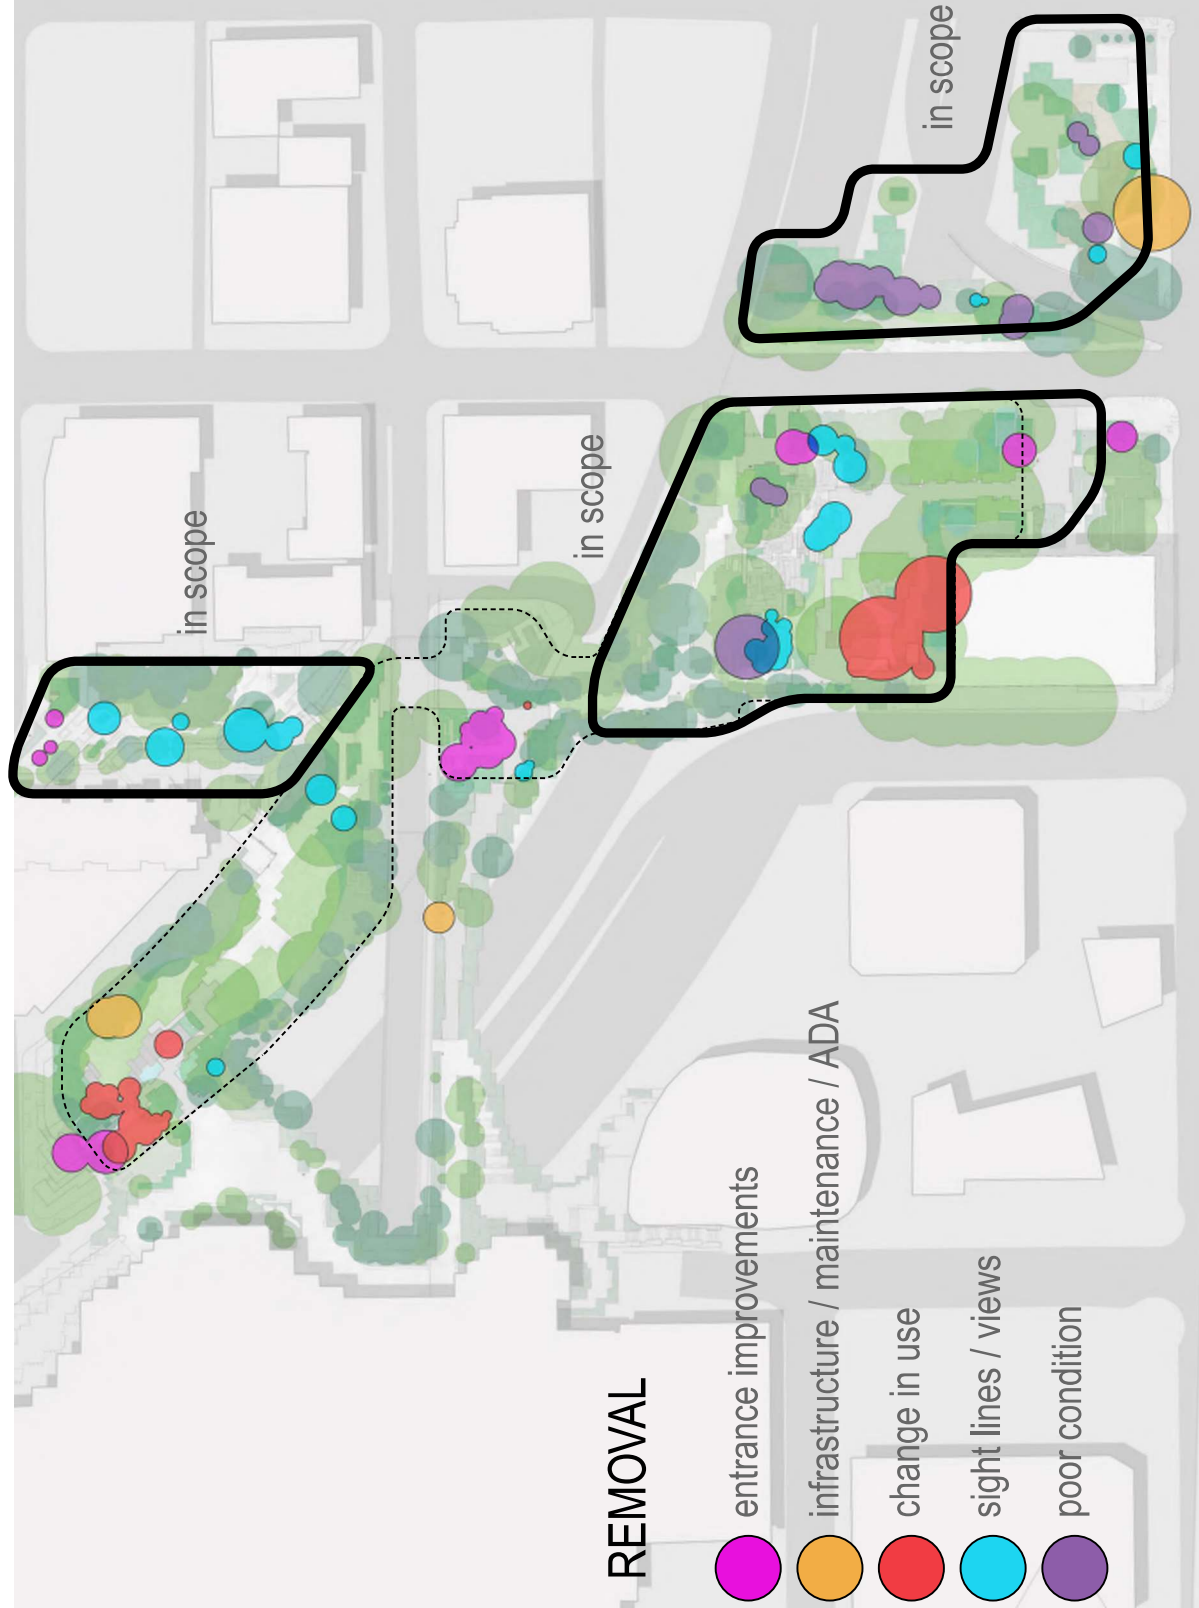 in scope
in scope
in scope
REMOVAL
entrance improvements
infrastructure / maintenance / ADA
change in use
sight lines / views
poor condition